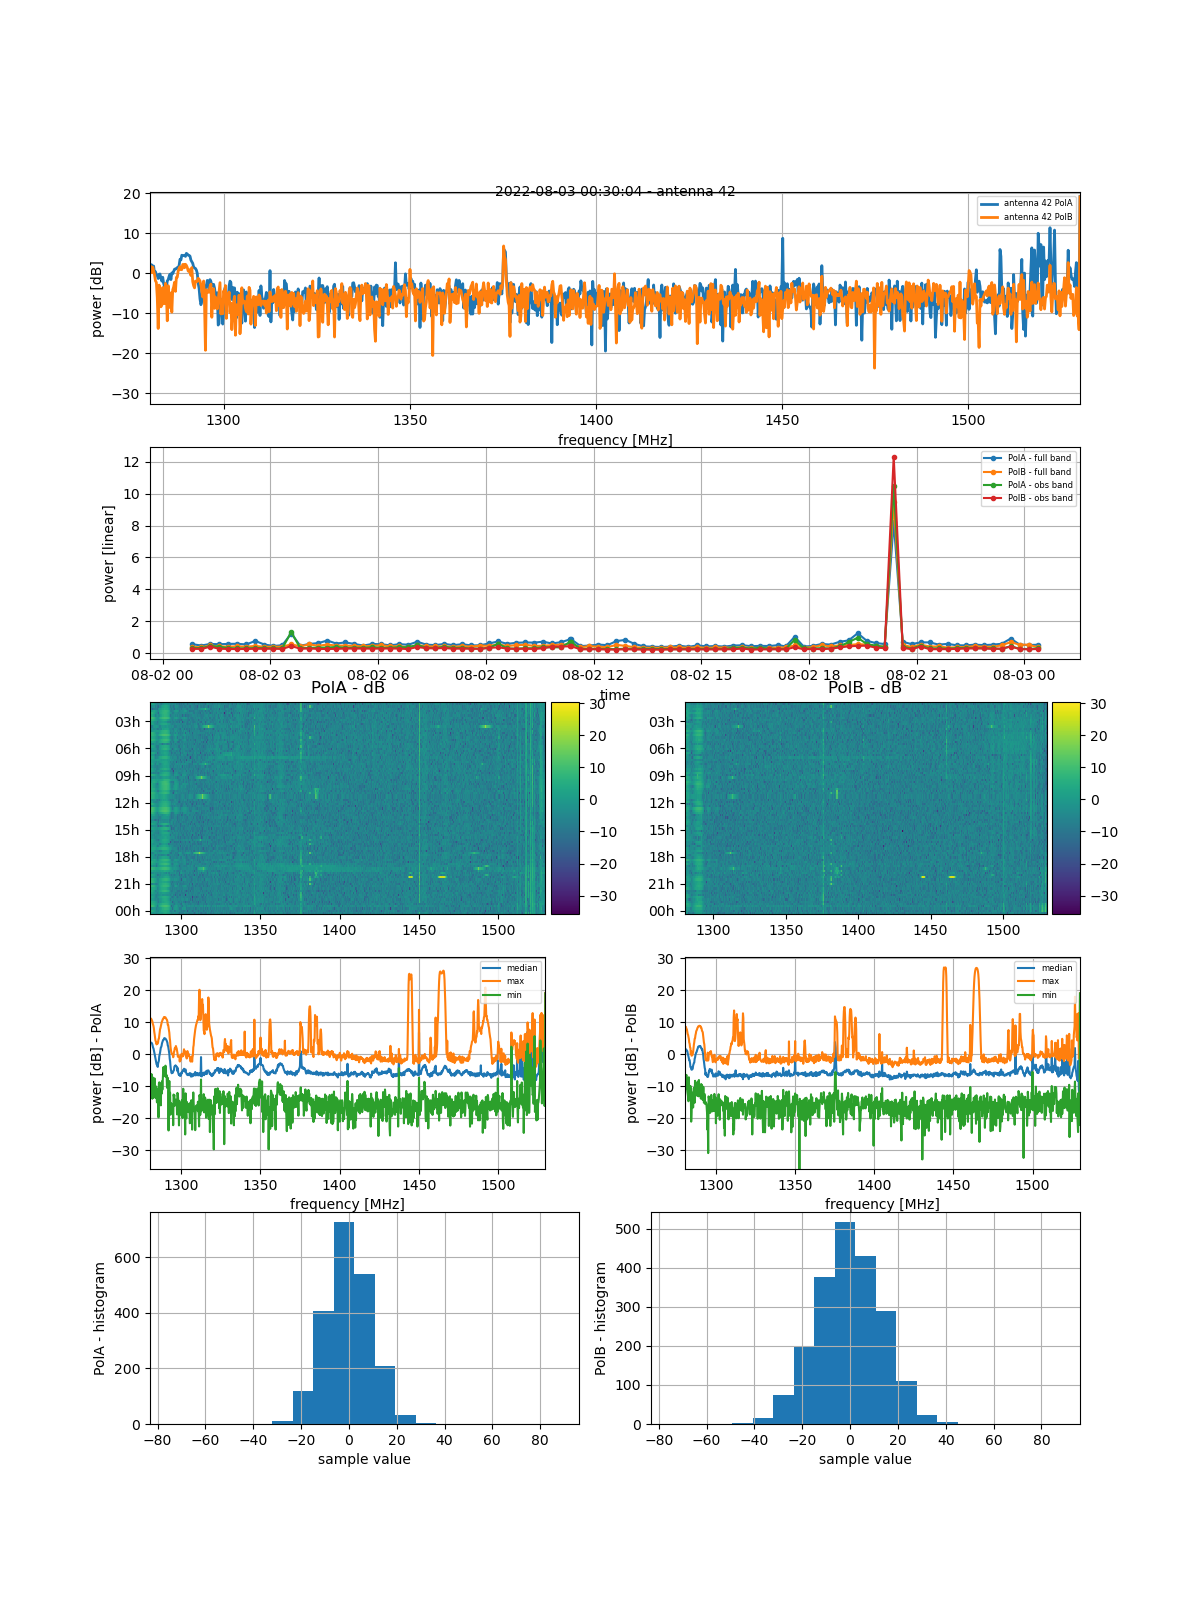 2022-08-03 00:30:04 - antenna 42
20
10
0
−10
−20
−30
power [dB]
antenna 42 PolA
antenna 42 PolB
1300 1350 1400 1450 1500
frequency [MHz]
12
10
8
6
4
2
0
power [linear]
PolA - full band
PolB - full band
PolA - obs band
PolB - obs band
08-02 00 08-02 03 08-02 06 08-02 09 08-02 12 08-02 15 08-02 18 08-02 21 08-03 00
time
PolA - dB
03h
06h
09h
12h
15h
18h
21h
00h
1300 1350 1400 1450 1500
30
20
10
0
−10
−20
−30
PolB - dB
03h
06h
09h
12h
15h
18h
21h
00h
1300 1350 1400 1450 1500
30
20
10
0
−10
−20
−30
30
20
10
0
−10
−20
−30
power [dB] - PolA
median
max
min
1300 1350 1400 1450 1500
frequency [MHz]
30
20
10
0
−10
−20
−30
power [dB] - PolB
median
max
min
1300 1350 1400 1450 1500
frequency [MHz]
600
400
200
0
PolA - histogram
−80 −60 −40 −20 0 20 40 60 80
sample value
500
400
300
200
100
0
PolB - histogram
−80 −60 −40 −20 0 20 40 60 80
sample value